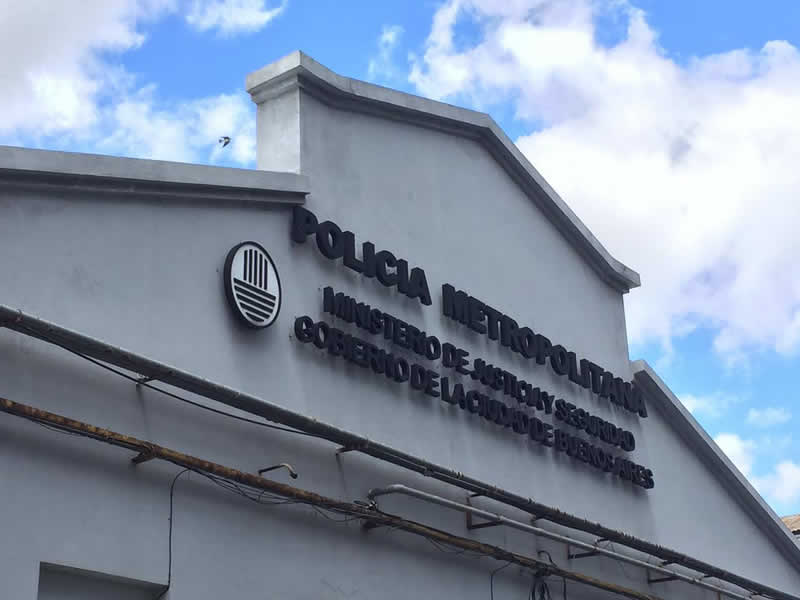 POLICIA METROPOLITANA
MINISTERIO DE JUSTICIA Y SEGURIDAD
GOBIERNO DE LA CIUDAD DE BUENOS AIRES